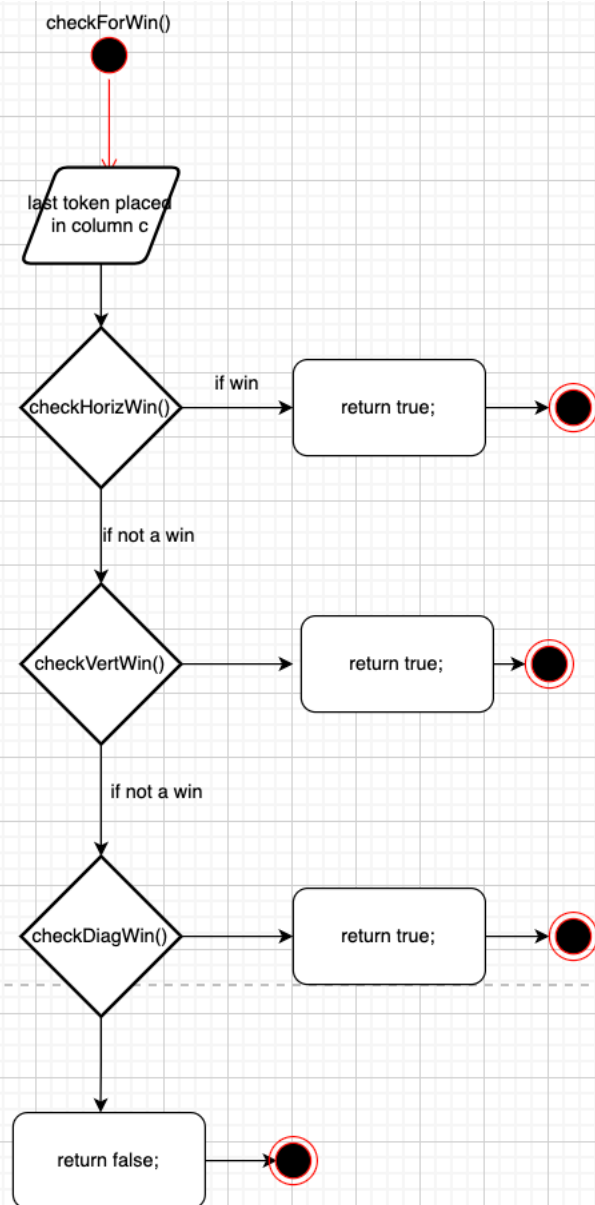 checkForWin()
last token placed
in column c
checkHorizWin()
if win
return true;
if not a win
checkVertWin()
return true;
if not a win
checkDiagWin()
return true;
return false;